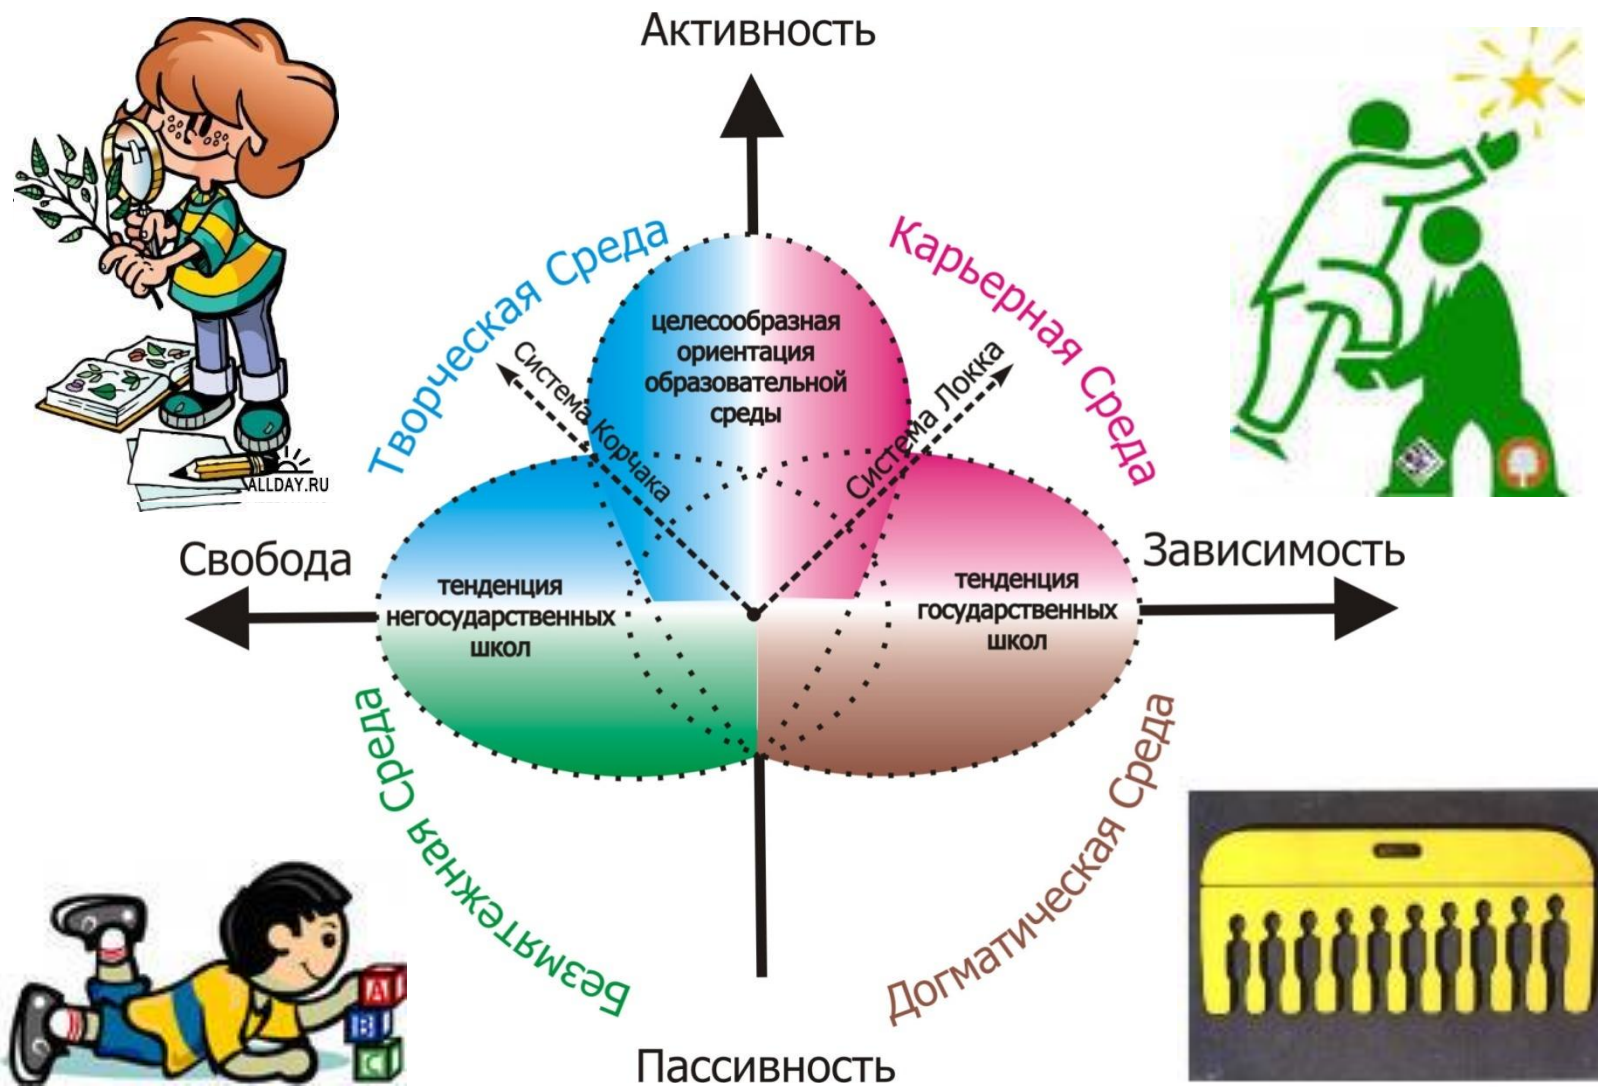 Активность
Творческая Среда
Карьерная Среда
целесообразная
ориентация
образовательной
среды
Система Корчака
Система Локка
ALLDAY.RU
Свобода
Зависимость
тенденция
негосударственных
школ
тенденция
государственных
школ
Безмятежная Среда
Догматическая Среда
A
B
C
Пассивность